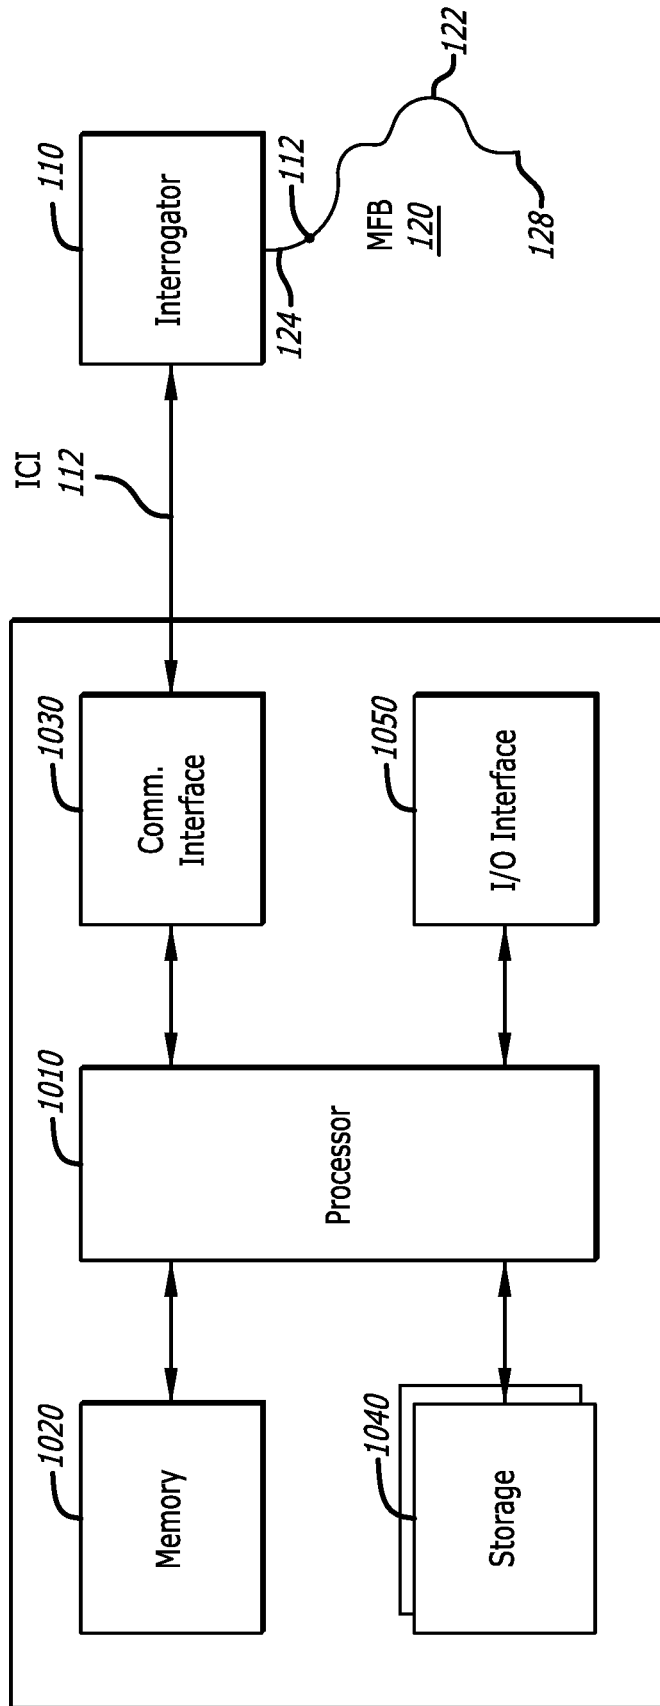 1020
Memory
1040
Storage
1010
Processor
1030
Comm.
Interface
1050
I/O Interface
ICI
112
110
Interrogator
124
112
MFB
120
122
128